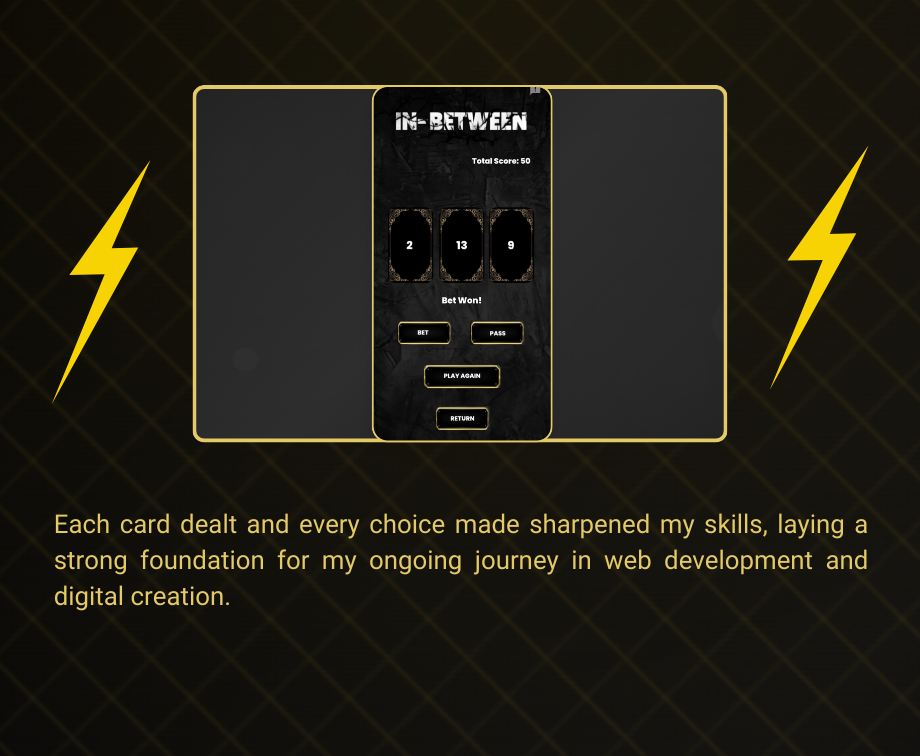 IN-BETWEEN
Total Score: 50
2 13 9
Bet Won!
BET PASS
PLAY AGAIN
RETURN
Each card dealt and every choice made sharpened my skills, laying a
strong foundation for my ongoing journey in web development and
digital creation.